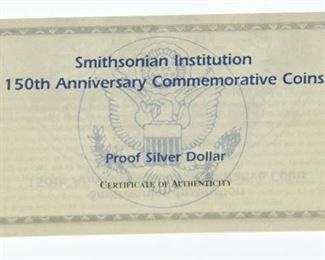 Smithsonian Institution
150th Anniversary Commemorative Coins
Proof Silver Dollar
CERTIFICATE OF AUTHENTICITY